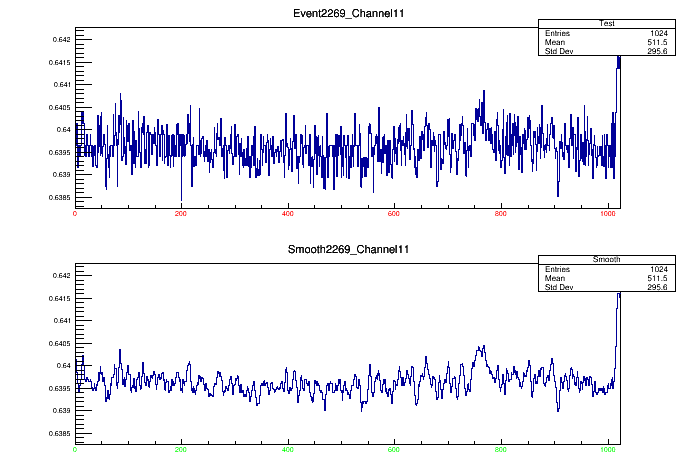 Event2269_Channel11
Test
Entries 1024
Mean 511.5
Std Dev 295.6
0.642
0.6415
0.641
0.6405
0.64
0.6395
0.639
0.6385
0 200 400 600 800 1000
Smooth2269_Channel11
Smooth
Entries 1024
Mean 511.5
Std Dev 295.6
0.642
0.6415
0.641
0.6405
0.64
0.6395
0.639
0.6385
0 200 400 600 800 1000